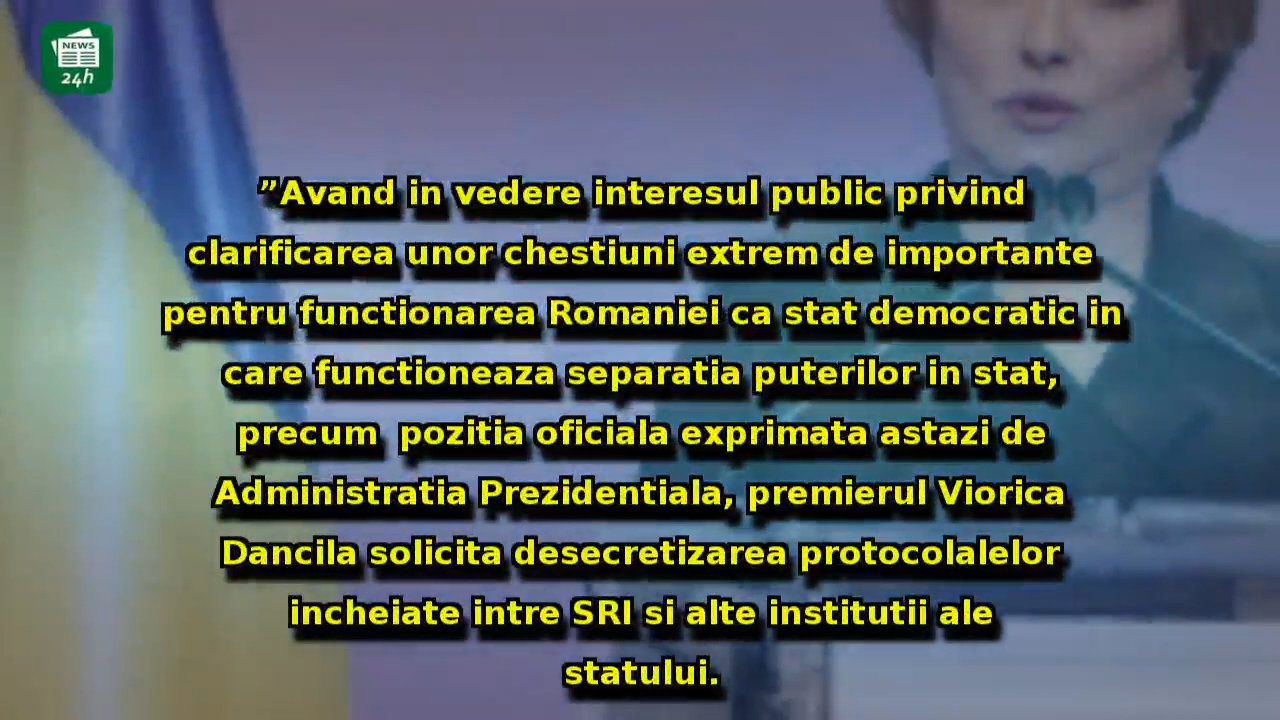 NEWS
24h
”Avand in vedere interesul public privind
clarificarea unor chestiuni extrem de importante
pentru functionarea Romaniei ca stat democratic in
care functioneaza separatia puterilor in stat,
precum  pozitia oficiala exprimata astazi de
Administratia Prezidentiala, premierul Viorica
Dancila solicita desecretizarea protocolalelor
incheiate intre SRI si alte institutii ale
statului.